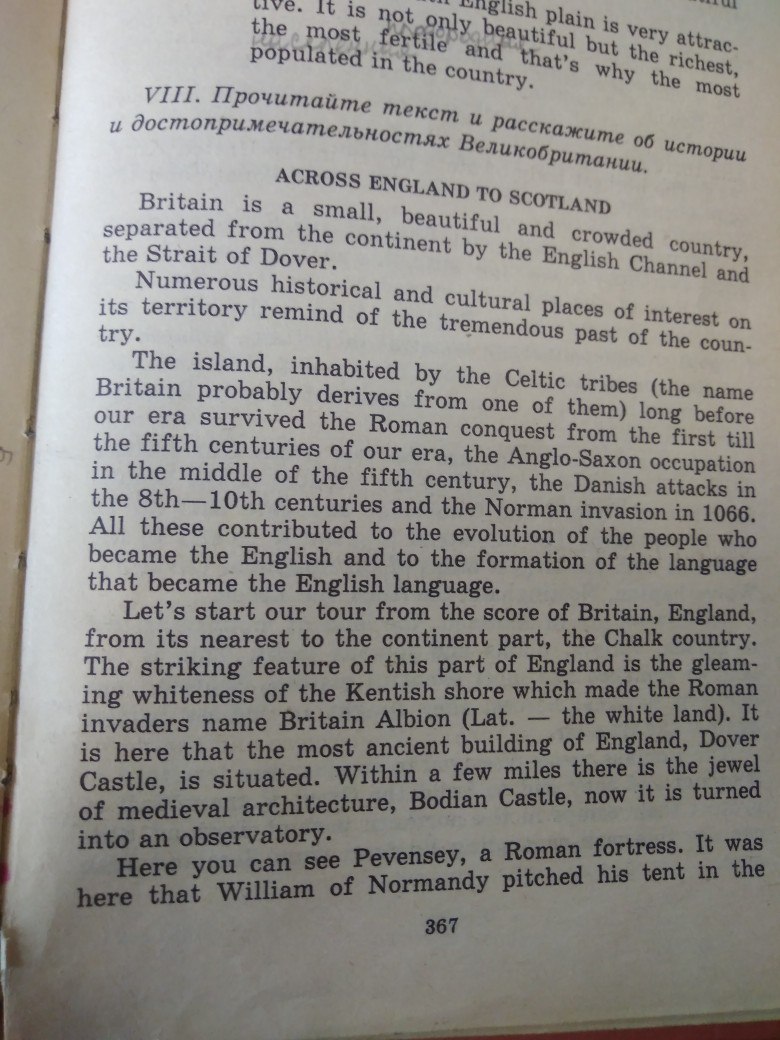 English plain is very attrac-
tive. It is not only beautiful but the richest,
the most fertile and that's why the most
populated in the country.
VIII. Прочитайте текст и расскажите об истории
и достопримечательностях Великобритании.
ACROSS ENGLAND TO SCOTLAND
Britain is a small, beautiful and crowded country,
separated from the continent by the English Channel and
the Strait of Dover.
Numerous historical and cultural places of interest on
its territory remind of the tremendous past of the coun-
try.
The island, inhabited by the Celtic tribes (the name
Britain probably derives from one of them) long before
our era survived the Roman conquest from the first till
the fifth centuries of our era, the Anglo-Saxon occupation
in the middle of the fifth century, the Danish attacks in
the 8th—10th centuries and the Norman invasion in 1066.
All these contributed to the evolution of the people who
became the English and to the formation of the language
that became the English language.
Let's start our tour from the score of Britain, England,
from its nearest to the continent part, the Chalk country.
The striking feature of this part of England is the gleam-
ing whiteness of the Kentish shore which made the Roman
invaders name Britain Albion (Lat. — the white land). It
is here that the most ancient building of England, Dover
Castle, is situated. Within a few miles there is the jewel
of medieval architecture, Bodian Castle, now it is turned
into an observatory.
Here you can see Pevensey, a Roman fortress. It was
here that William of Normandy pitched his tent in the
367